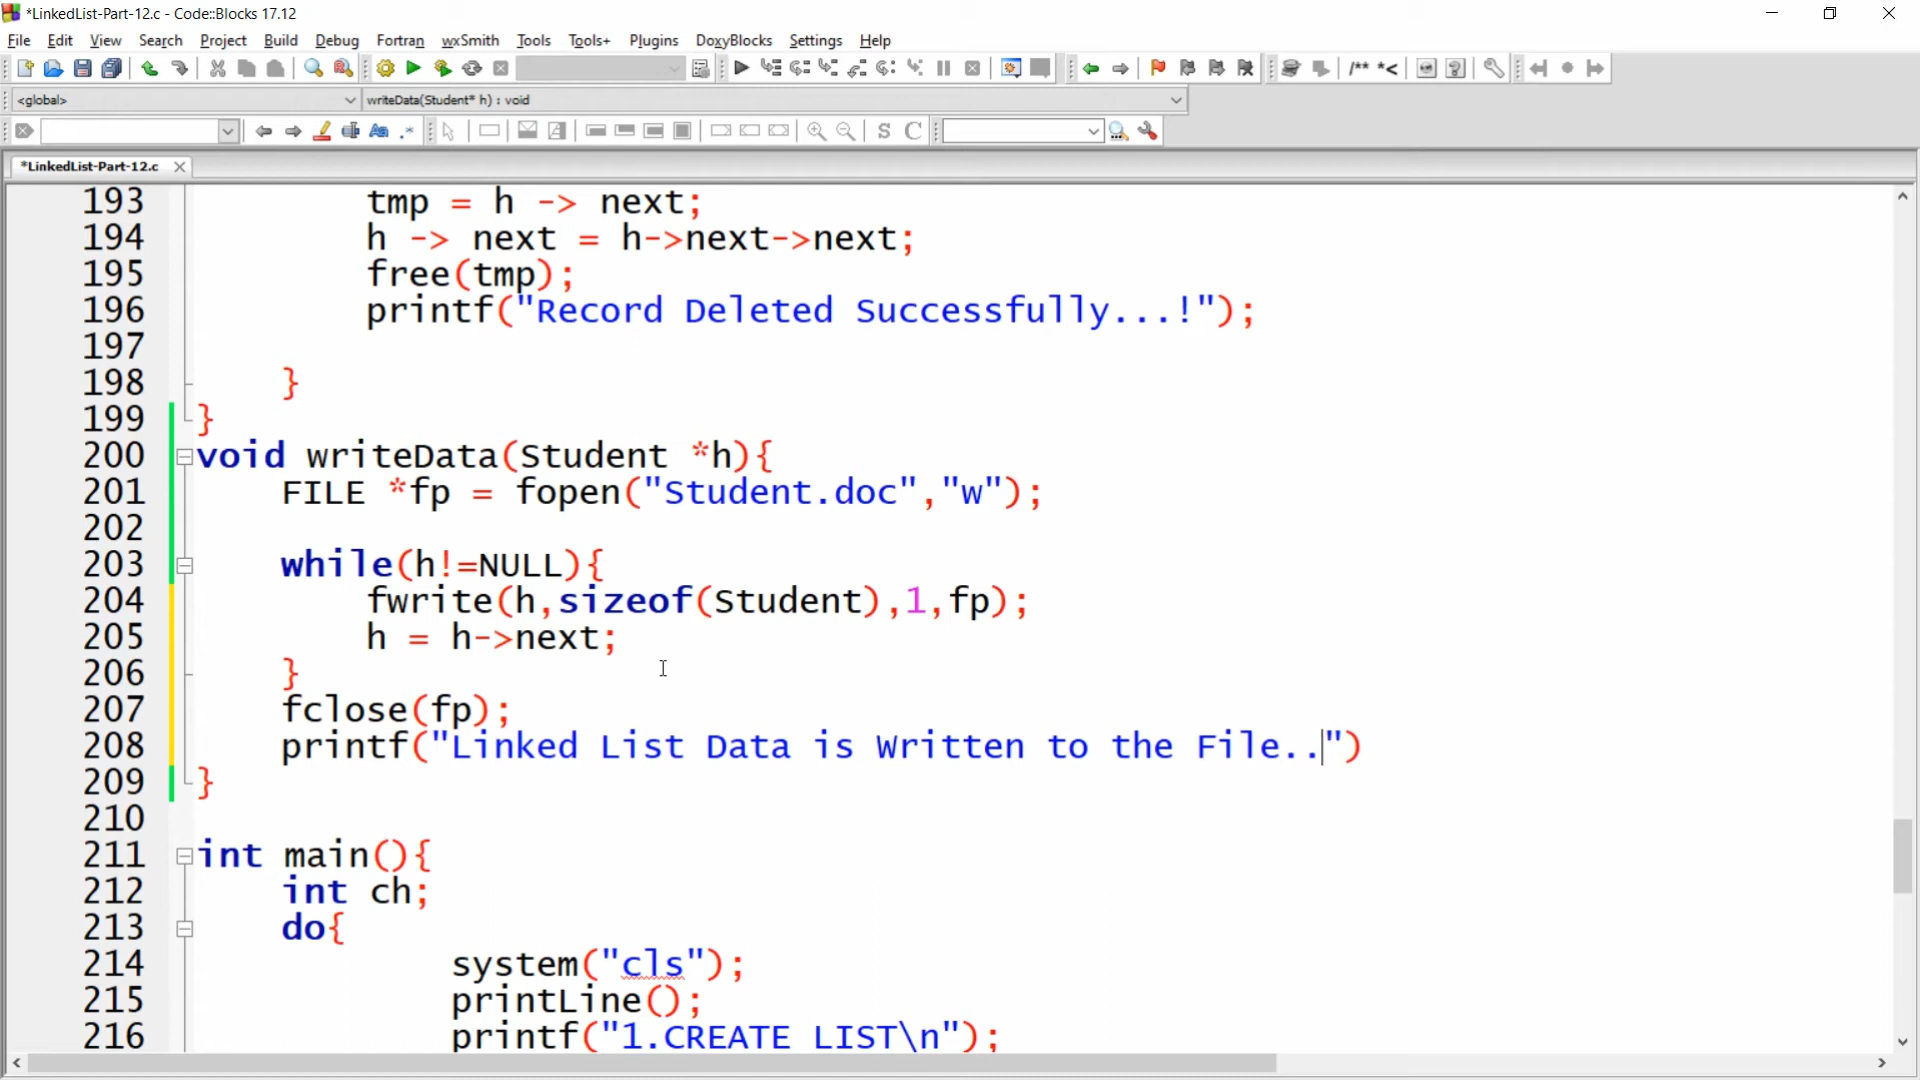 *LinkedList-Part-12.c - Code::Blocks 17.12
File Edit View Search Project Build Debug Fortran wxSmith Tools Tools+ Plugins DoxyBlocks Settings Help
/** *<
<global> writeData(Student* h) : void
Aa .* S C
*LinkedList-Part-12.c
193 tmp = h -> next;
194 h -> next = h->next->next;
195 free(tmp);
196 printf("Record Deleted Successfully...!");
197
198 }
199 }
200 void writeData(Student *h){
201 FILE *fp = fopen("Student.doc","w");
202
203 while(h!=NULL){
204 fwrite(h,sizeof(Student),1,fp);
205 h = h->next;
206 }
207 fclose(fp);
208 printf("Linked List Data is Written to the File..")
209 }
210
211 int main(){
212 int ch;
213 do{
214 system("cls");
215 printLine();
216 printf("1.CREATE LIST\n");